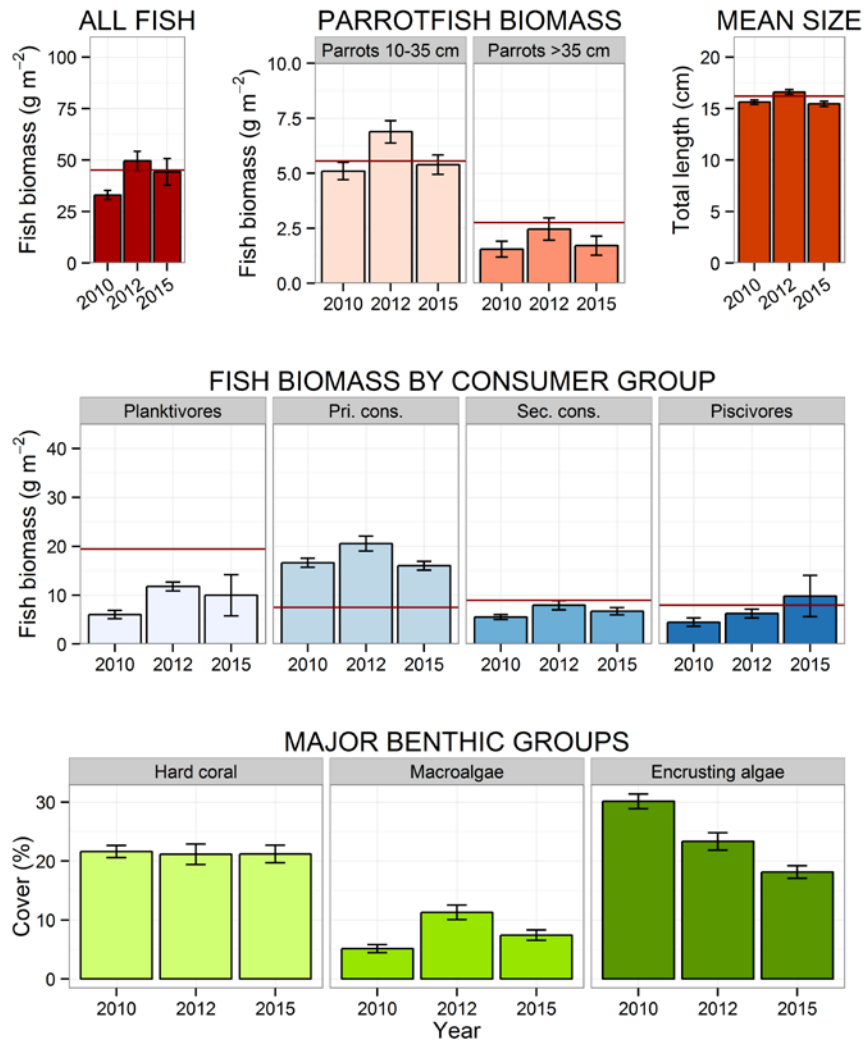 ALL FISH
Fish biomass (g m⁻²)
100
75
50
25
0
2010 2012 2015
PARROTFISH BIOMASS
Parrots 10-35 cm Parrots >35 cm
Fish biomass (g m⁻²)
10.0
7.5
5.0
2.5
0.0
2010 2012 2015 2010 2012 2015
MEAN SIZE
Total length (cm)
20
15
10
5
0
2010 2012 2015
FISH BIOMASS BY CONSUMER GROUP
Planktivores Pri. cons. Sec. cons. Piscivores
Fish biomass (g m⁻²)
40
30
20
10
0
2010 2012 2015 2010 2012 2015 2010 2012 2015 2010 2012 2015
MAJOR BENTHIC GROUPS
Hard coral Macroalgae Encrusting algae
Cover (%)
30
20
10
0
2010 2012 2015 2010 2012 2015 2010 2012 2015
Year